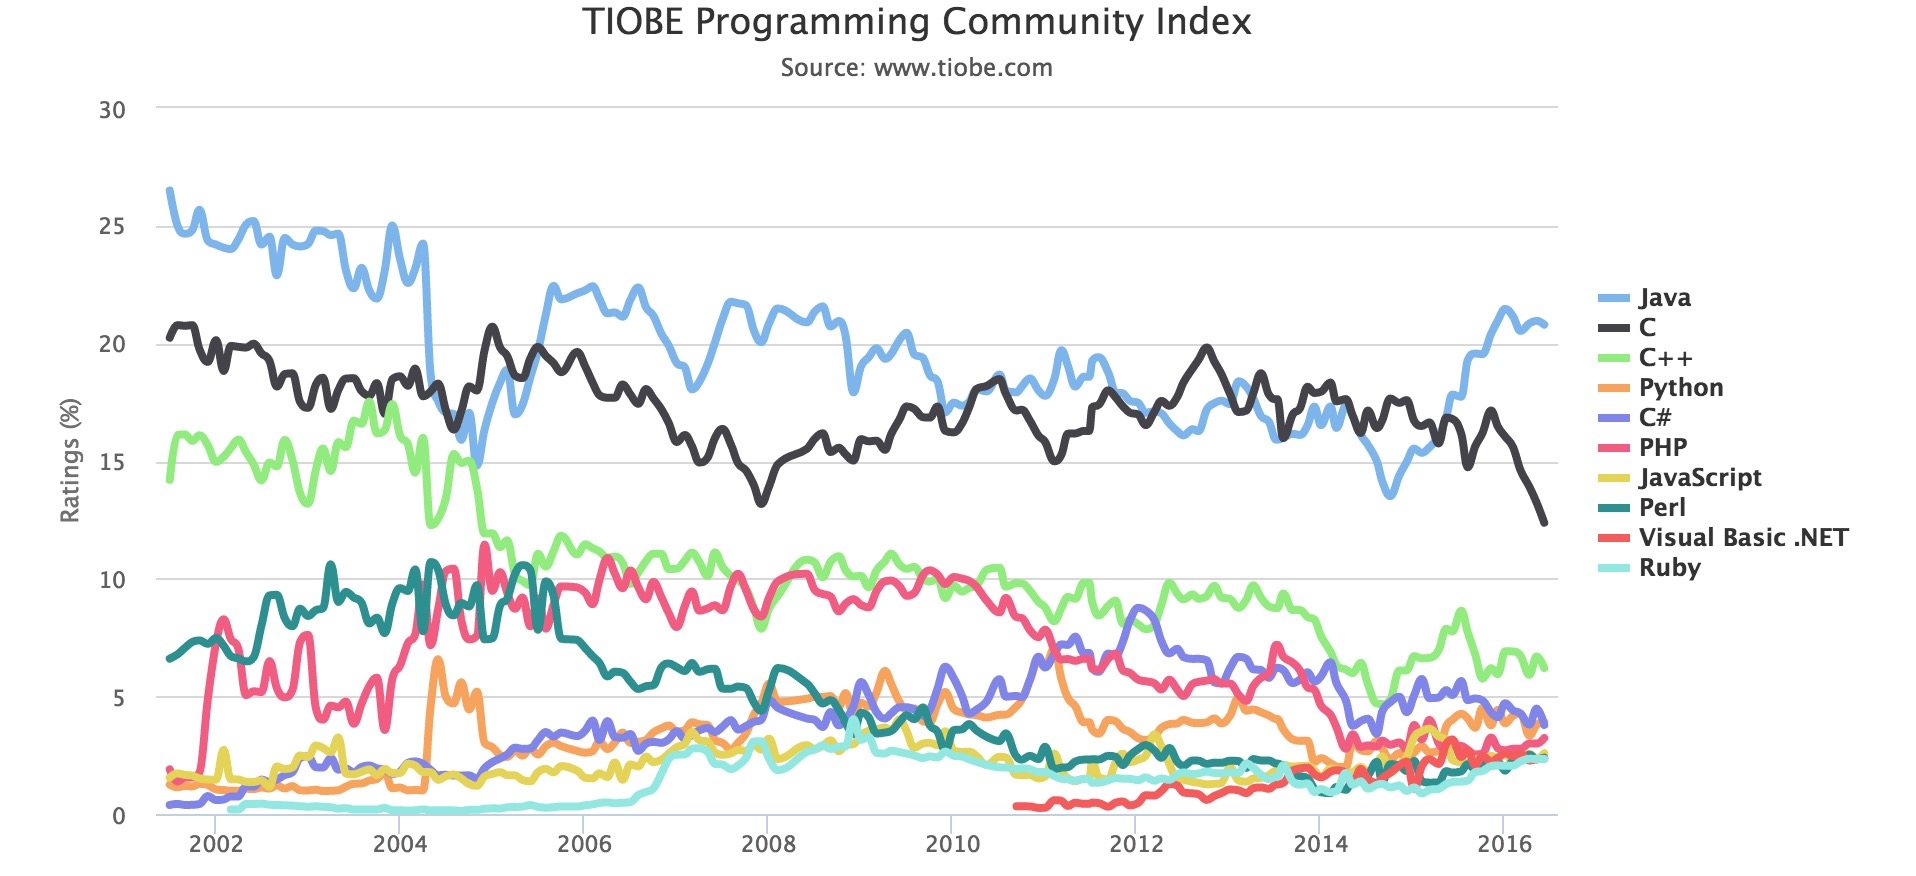 TIOBE Programming Community Index
Source: www.tiobe.com
Ratings (%)
30
25
20
15
10
5
0
2002 2004 2006 2008 2010 2012 2014 2016
Java
C
C++
Python
C#
PHP
JavaScript
Perl
Visual Basic .NET
Ruby